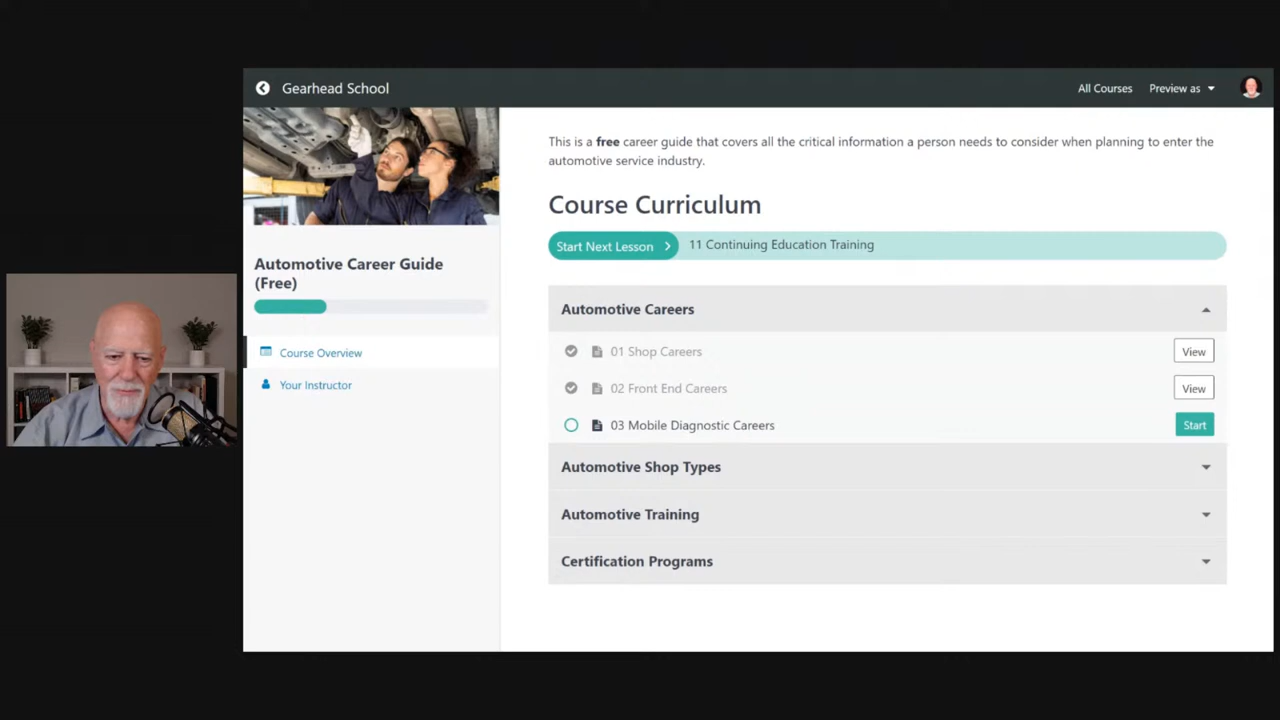 Gearhead School
All Courses
Preview as
Automotive Career Guide
(Free)
Course Overview
Your Instructor
This is a free career guide that covers all the critical information a person needs to consider when planning to enter the
automotive service industry.
Course Curriculum
Start Next Lesson
11 Continuing Education Training
Automotive Careers
01 Shop Careers
View
02 Front End Careers
View
03 Mobile Diagnostic Careers
Start
Automotive Shop Types
Automotive Training
Certification Programs